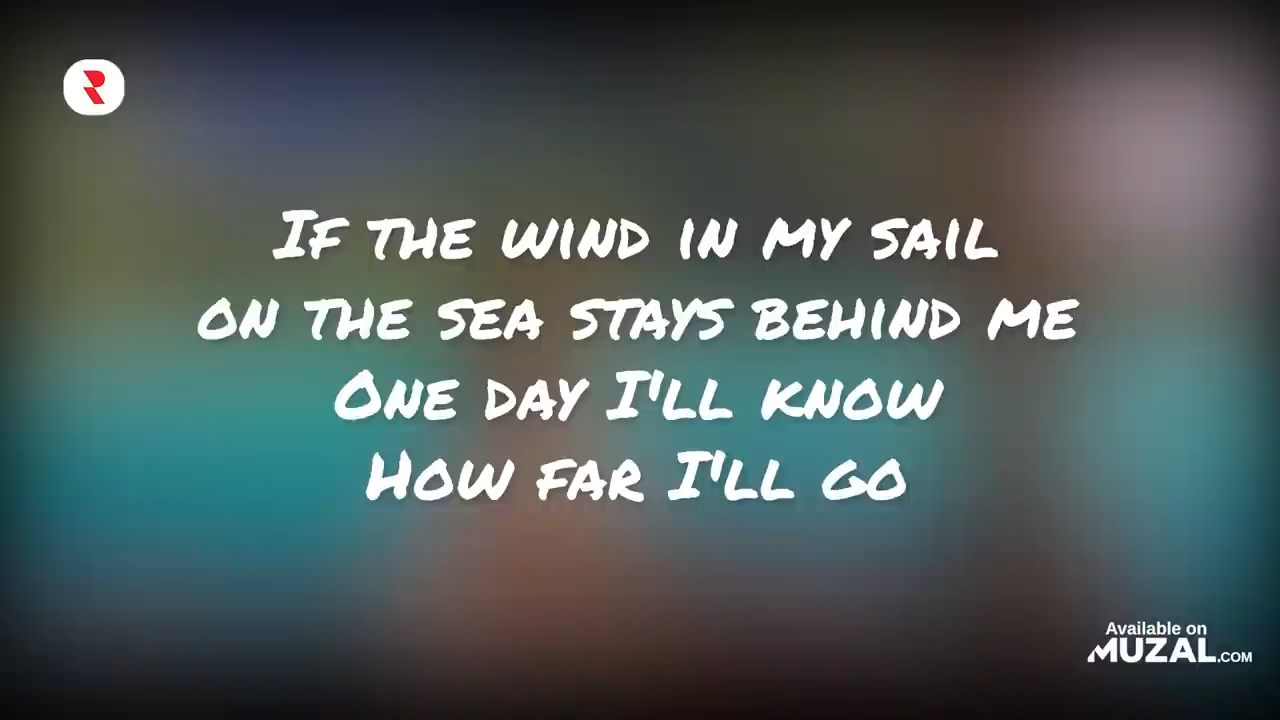 If the wind in my sail
on the sea stays behind me
One day I'll know
How far I'll go
Available on
MUZAL.COM